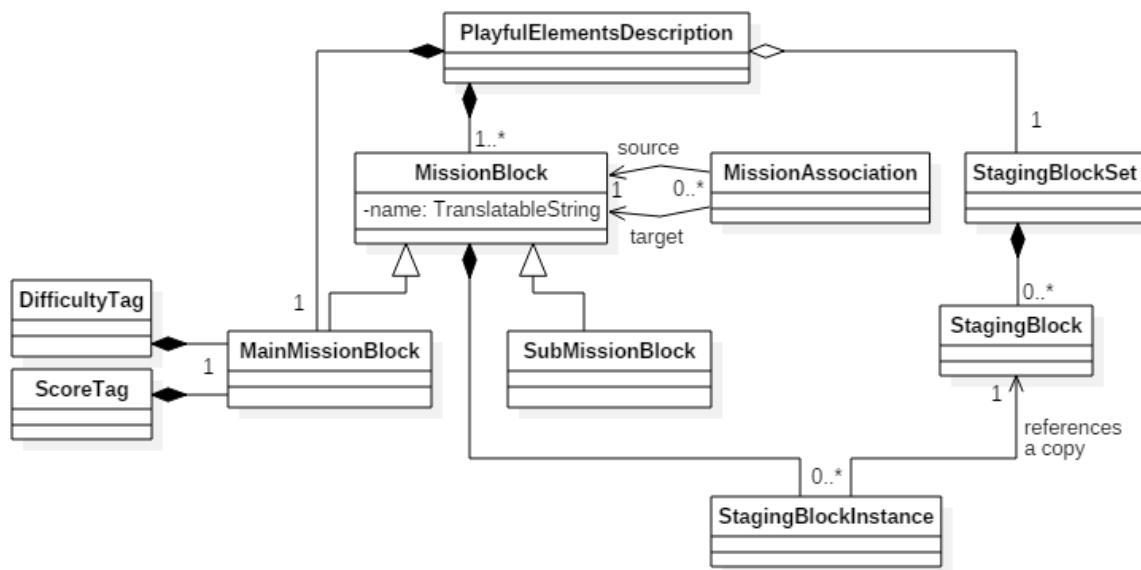 PlayfulElementsDescription
1
1..*
source
MissionBlock
MissionAssociation
StagingBlockSet
1
0..*
-name: TranslatableString
target
DifficultyTag
0..*
1
StagingBlock
MainMissionBlock
SubMissionBlock
1
ScoreTag
1
references
a copy
0..*
StagingBlockInstance